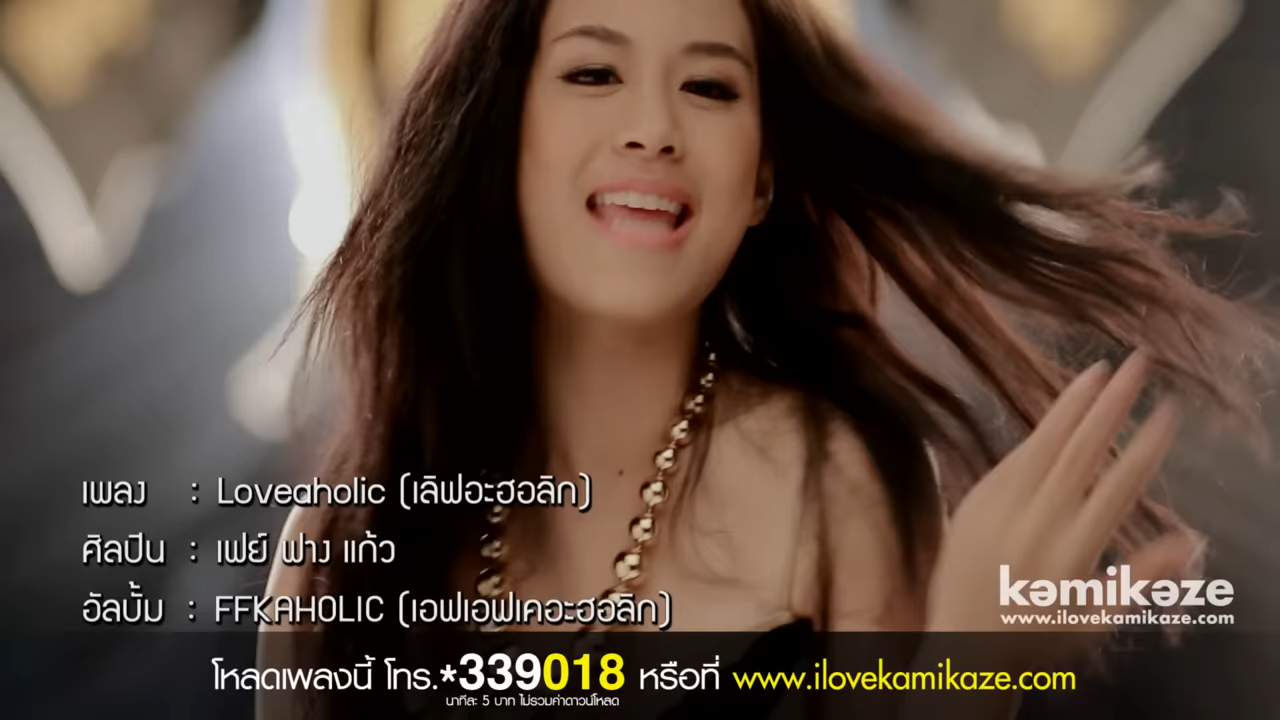 เพลง : Loveaholic (เลิฟอะฮอลิก)
ศิลปิน : เฟย์ ฟาง แก้ว
อัลบั้ม : FFKAHOLIC (เอฟเอฟเคอะฮอลิก)
kamikaze
www.ilovekamikaze.com
โหลดเพลงนี้ โทร.*339018 หรือที่ www.ilovekamikaze.com
นาทีละ 5 บาท ไม่รวมค่าดาวน์โหลด